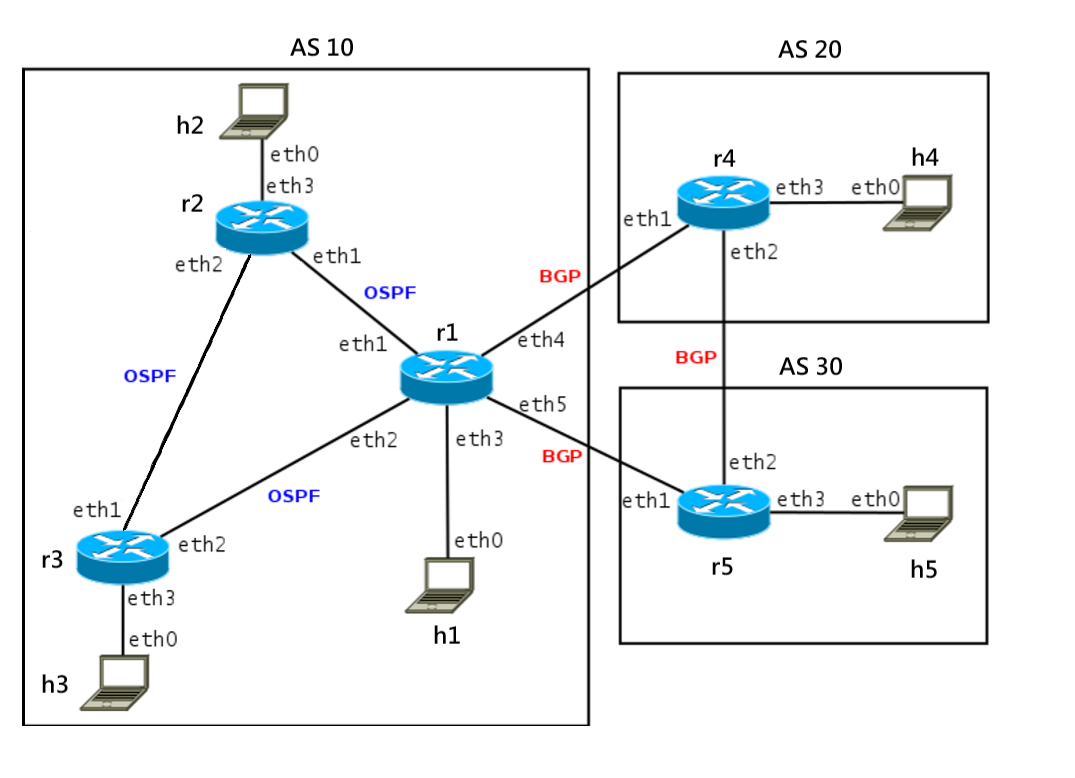 AS 10
AS 20
h2
eth0
r4
h4
eth3
r2
eth3
eth0
eth1
eth2
eth1
eth2
BGP
OSPF
r1
eth1
eth4
BGP
AS 30
OSPF
eth5
eth2
eth3
BGP
eth2
OSPF
eth1
eth3
eth0
eth1
r3
eth2
eth0
r5
h5
eth3
eth0
h1
h3